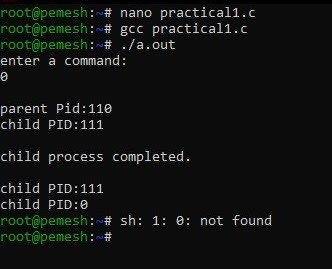 root@pemesh:~# nano practical1.c
root@pemesh:~# gcc practical1.c
root@pemesh:~# ./a.out
enter a command:
0
parent Pid:110
child PID:111
child process completed.
child PID:111
child PID:0
root@pemesh:~# sh: 1: 0: not found
root@pemesh:~#